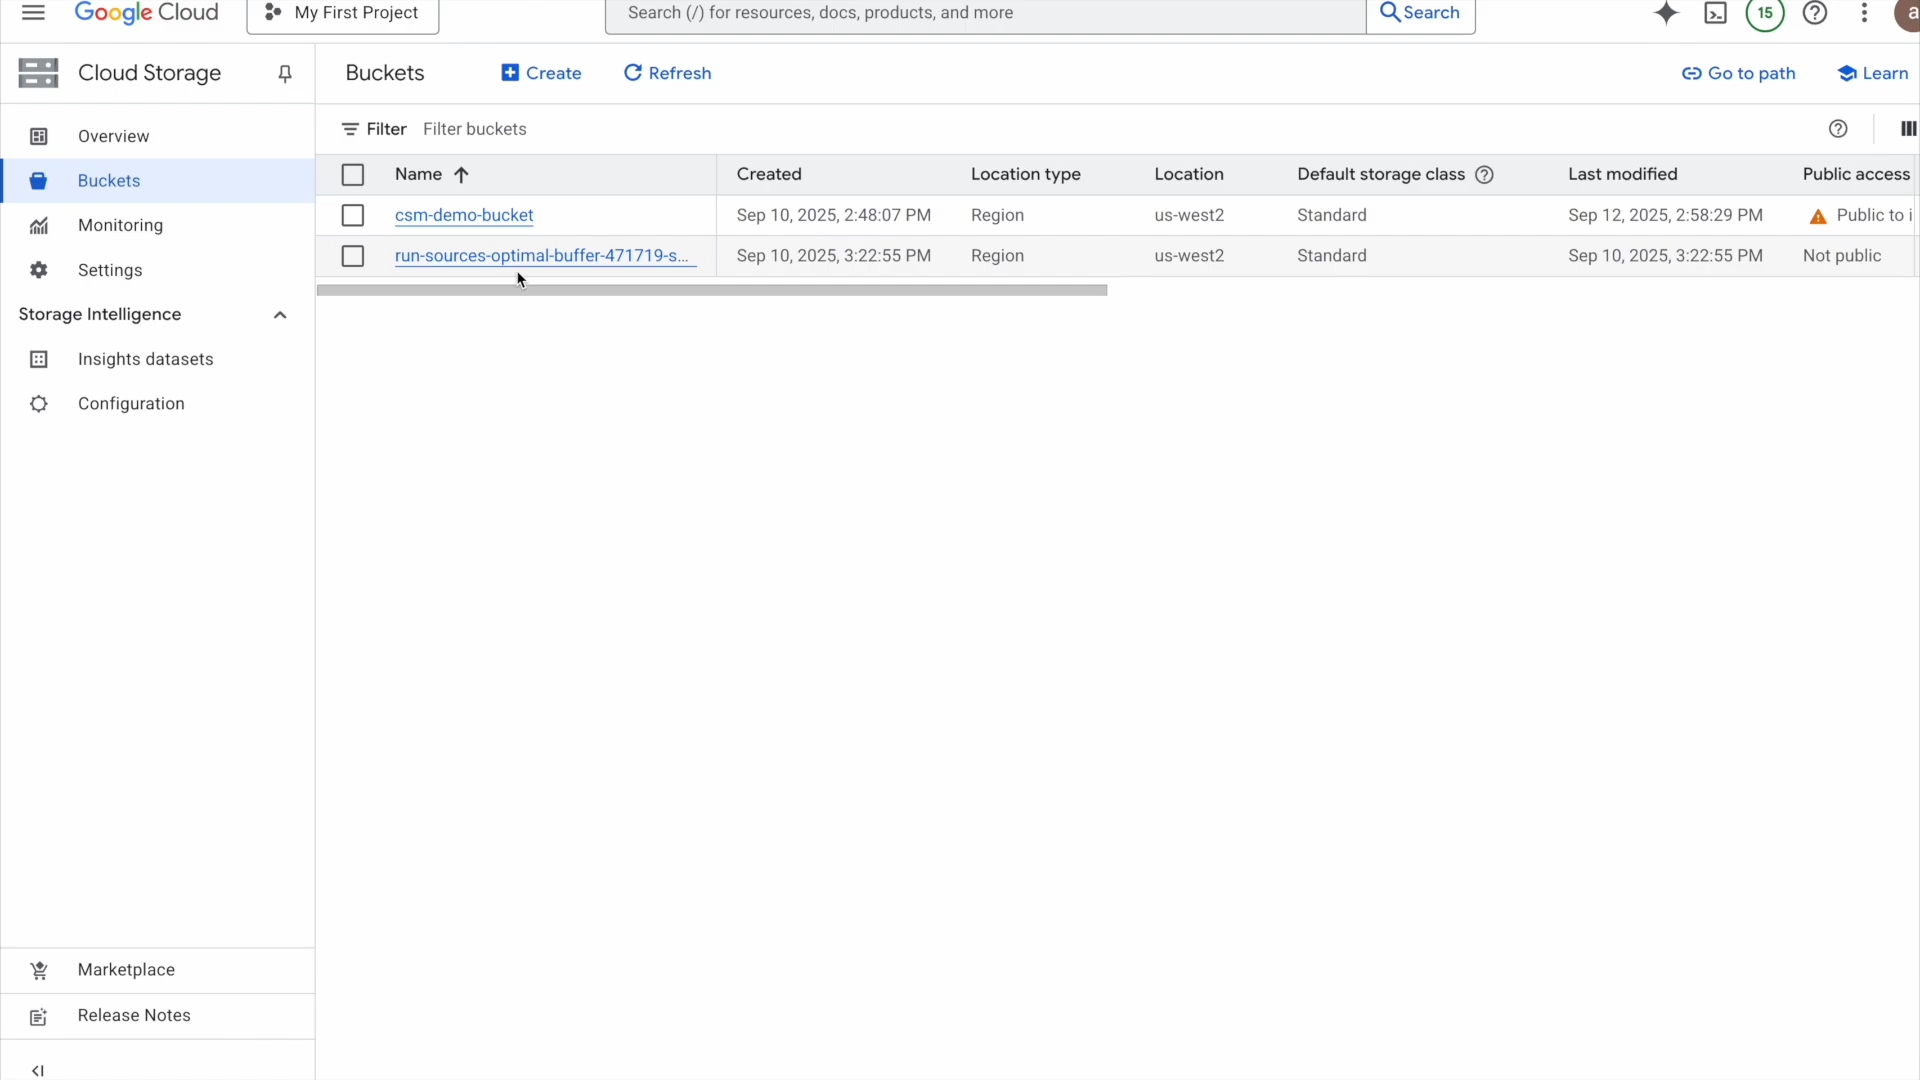 Google Cloud My First Project Search (/) for resources, docs, products, and more Search 15 a
Cloud Storage Buckets Create Refresh Go to path Learn
Filter Filter buckets
Overview
Buckets
Monitoring
Settings
Storage Intelligence
Insights datasets
Configuration
Name Created Location type Location Default storage class Last modified Public access
csm-demo-bucket Sep 10, 2025, 2:48:07 PM Region us-west2 Standard Sep 12, 2025, 2:58:29 PM Public to i
run-sources-optimal-buffer-471719-s... Sep 10, 2025, 3:22:55 PM Region us-west2 Standard Sep 10, 2025, 3:22:55 PM Not public
Marketplace
Release Notes